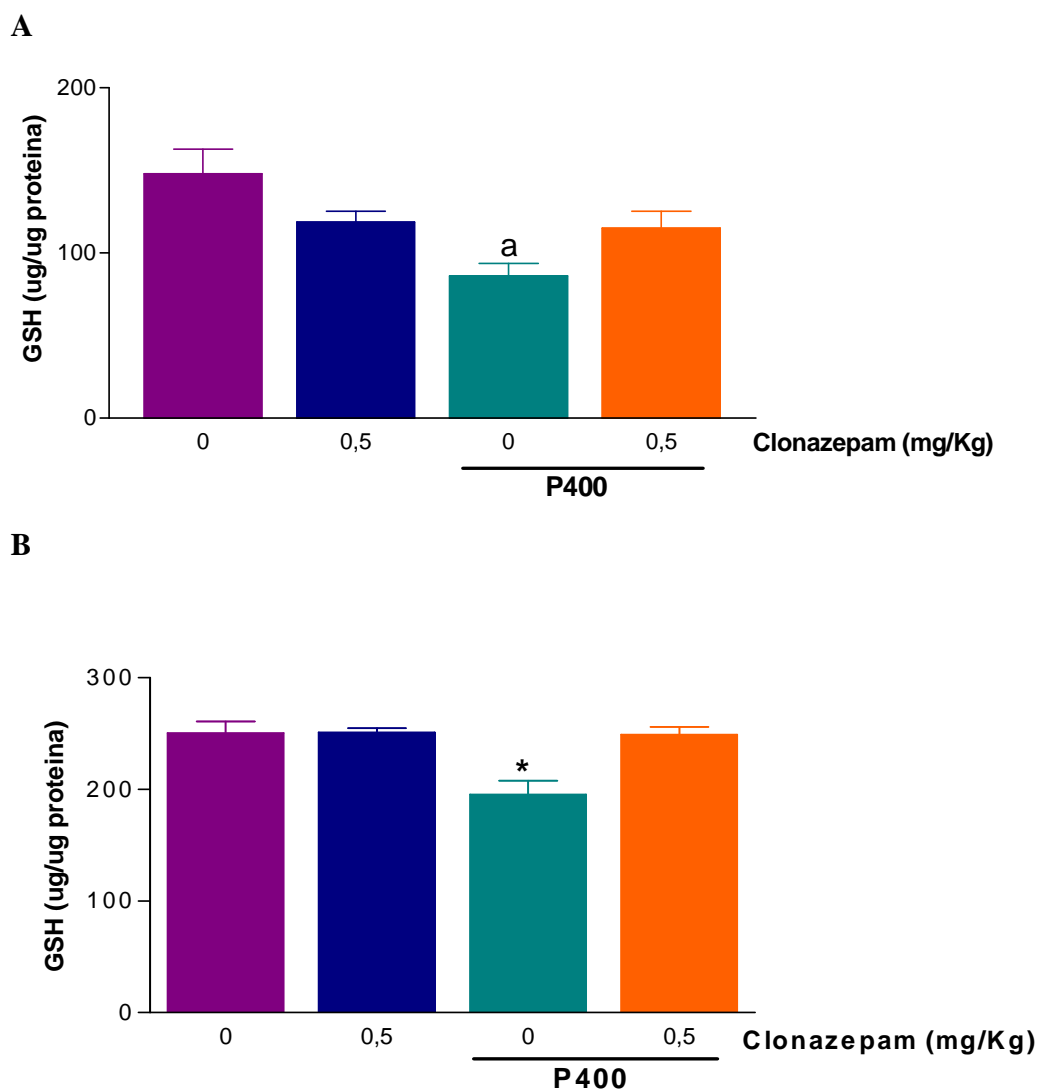 A
GSH (ug/ug proteina)
200
100
0
a
0 0,5 0 0,5 Clonazepam (mg/Kg)
P400
B
GSH (ug/ug proteina)
300
200
100
0
*
0 0,5 0 0,5 Clonazepam (mg/Kg)
P400